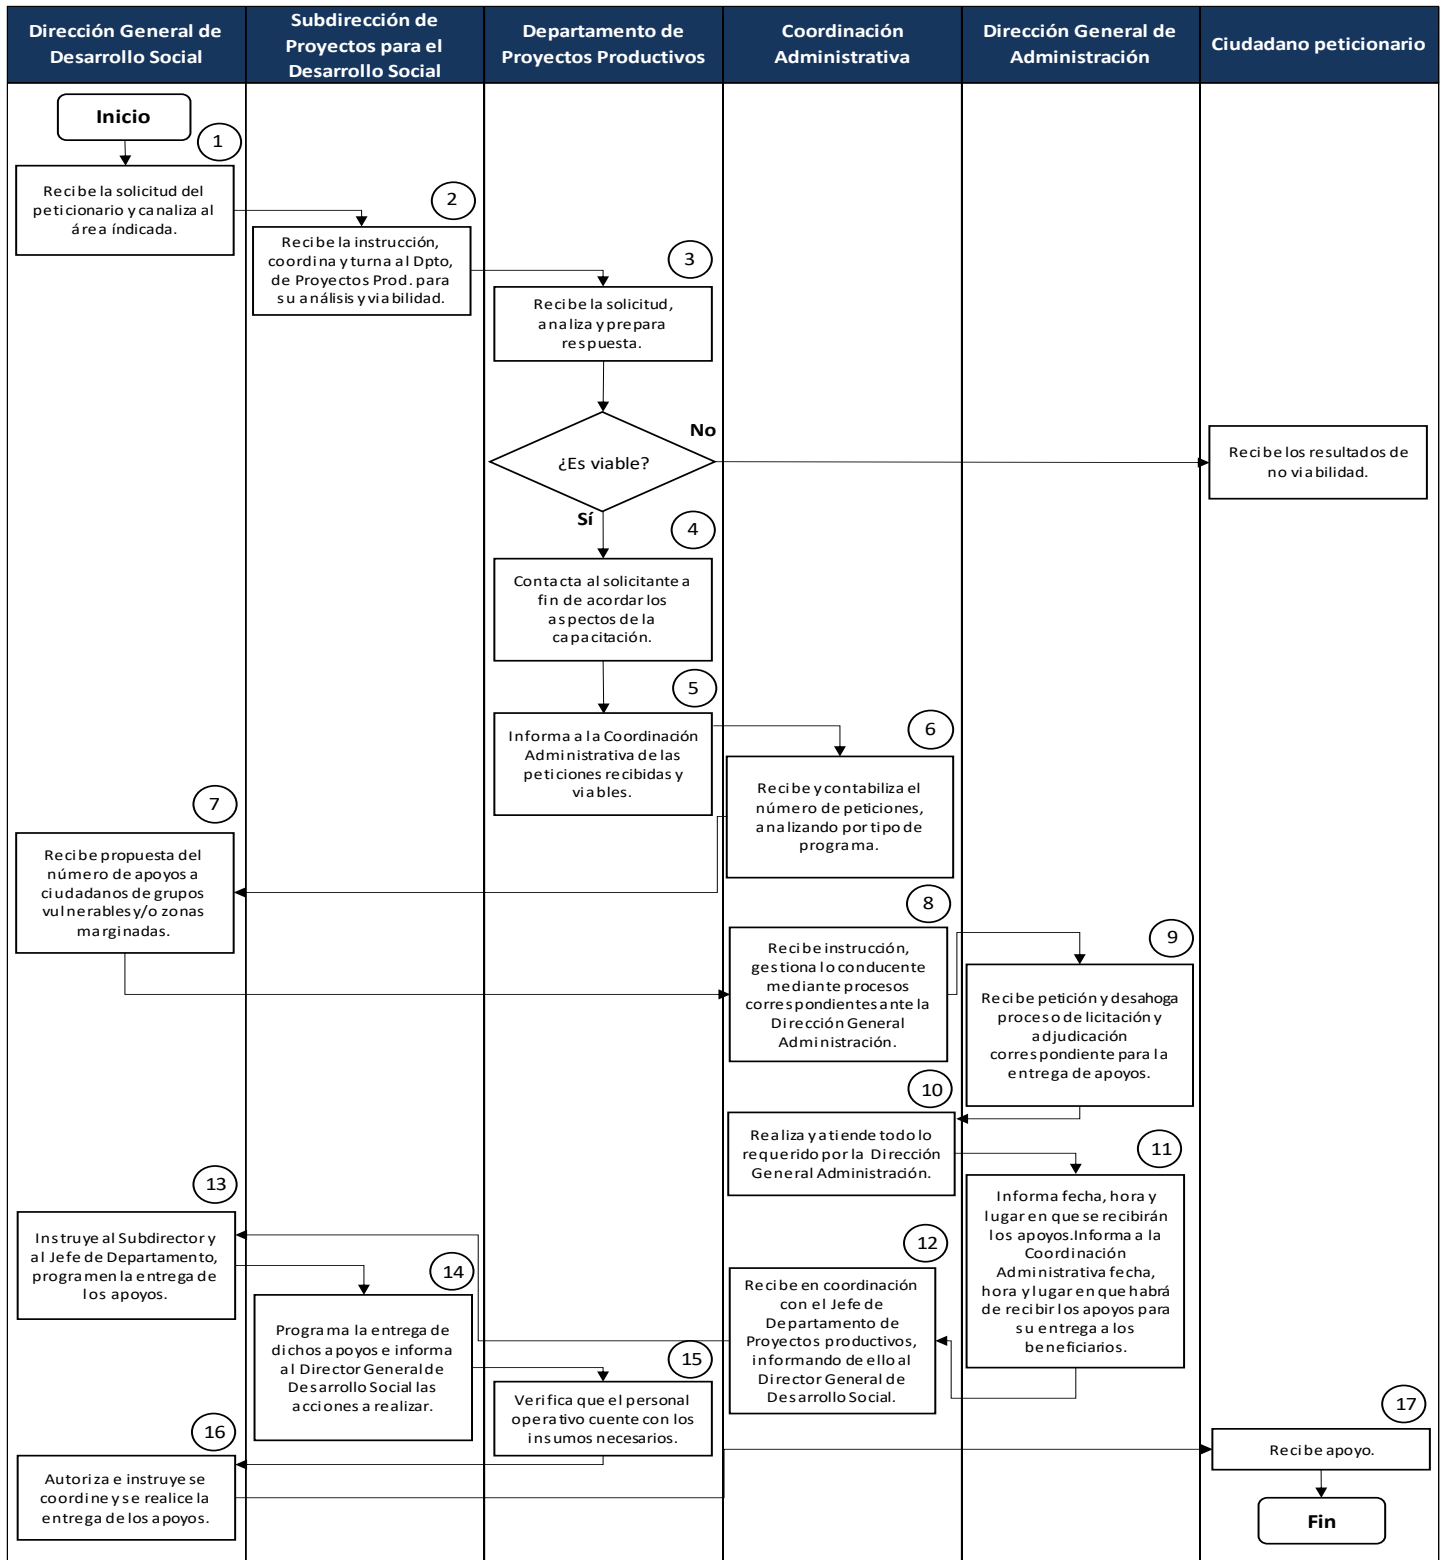 Dirección General de
Desarrollo Social
Subdirección de
Proyectos para el
Desarrollo Social
Departamento de
Proyectos Productivos
Coordinación
Administrativa
Dirección General de
Administración
Ciudadano peticionario
Inicio
1
Recibe la solicitud del
peticionario y canaliza al
área índicada.
2
Recibe la instrucción,
coordina y turna al Dpto,
de Proyectos Prod. para
su análisis y viabilidad.
3
Recibe la solicitud,
analiza y prepara
respuesta.
¿Es viable?
No
Recibe los resultados de
no viabilidad.
Sí
4
Contacta al solicitante a
fin de acordar los
aspectos de la
capacitación.
5
Informa a la Coordinación
Administrativa de las
peticiones recibidas y
viables.
6
Recibe y contabiliza el
número de peticiones,
analizando por tipo de
programa.
7
Recibe propuesta del
número de apoyos a
ciudadanos de grupos
vulnerables y/o zonas
marginadas.
8
Recibe instrucción,
gestiona lo conducente
mediante procesos
correspondientes ante la
Dirección General
Administración.
9
Recibe petición y desahoga
proceso de licitación y
adjudicación
correspondiente para la
entrega de apoyos.
10
Realiza y atiende todo lo
requerido por la Dirección
General Administración.
11
Informa fecha, hora y
lugar en que se recibirán
los apoyos.Informa a la
Coordinación
Administrativa fecha,
hora y lugar en que habrá
de recibir los apoyos para
su entrega a los
beneficiarios.
12
Recibe en coordinación
con el Jefe de
Departamento de
Proyectos productivos,
informando de ello al
Director General de
Desarrollo Social.
13
Instruye al Subdirector y
al Jefe de Departamento,
programen la entrega de
los apoyos.
14
Programa la entrega de
dichos apoyos e informa
al Director General de
Desarrollo Social las
acciones a realizar.
15
Verifica que el personal
operativo cuente con los
insumos necesarios.
16
Autoriza e instruye se
coordine y se realice la
entrega de los apoyos.
17
Recibe apoyo.
Fin